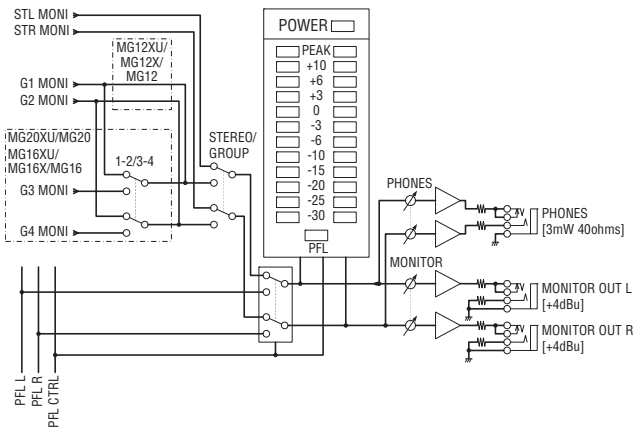 STL MONI
STR MONI
MG12XU/
MG12X/
MG12
G1 MONI
G2 MONI
MG20XU/MG20
MG16XU/
MG16X/MG16
1-2/3-4
G3 MONI
G4 MONI
STEREO/
GROUP
POWER
PEAK
+10
+6
+3
0
-3
-6
-10
-15
-20
-25
-30
PFL
PHONES
PHONES
[3mW 40ohms]
MONITOR
MONITOR OUT L
[+4dBu]
MONITOR OUT R
[+4dBu]
PFL L
PFL R
PFL CTRL